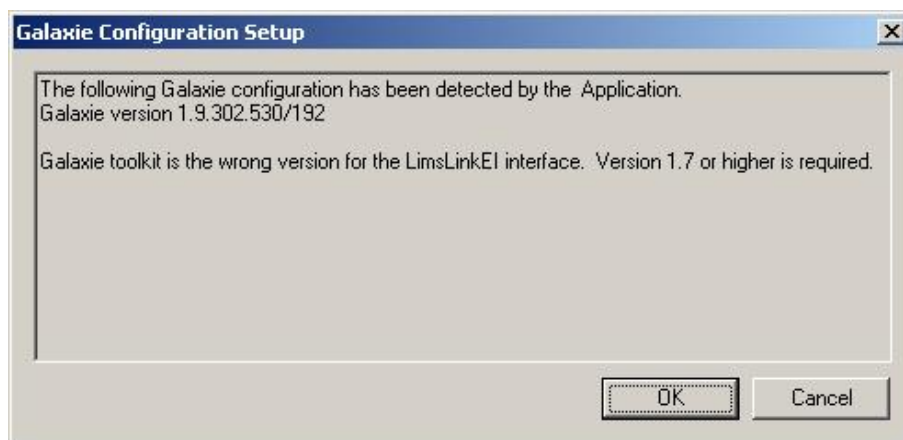 Galaxie Configuration Setup
The following Galaxie configuration has been detected by the  Application.
Galaxie version 1.9.302.530/192
Galaxie toolkit is the wrong version for the LimsLinkEI interface.  Version 1.7 or higher is required.
OK
Cancel